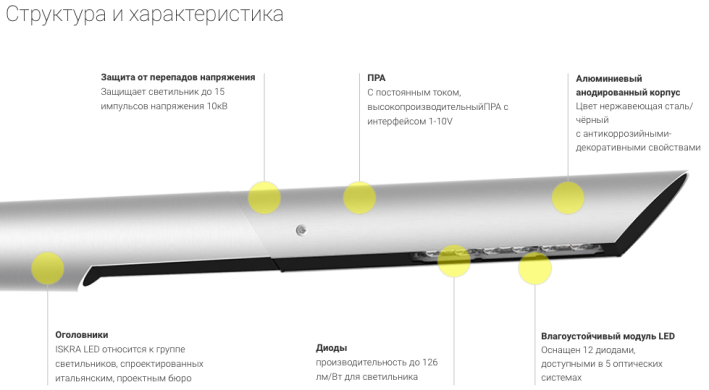 Структура и характеристика
Защита от перепадов напряжения
Защищает светильник до 15
импульсов напряжения 10кВ
ПРА
С постоянным током,
высокопроизводительныйПРА с
интерфейсом 1-10V
Алюминиевый
анодированный корпус
Цвет нержавеющая сталь/
чёрный
с антикоррозийными-
декоративными свойствами
Оголовники
ISKRA LED относится к группе
светильников, спроектированных
итальянским, проектным бюро
Диоды
производительность до 126
лм/Вт для светильника
Влагоустойчивый модуль LED
Оснащен 12 диодами,
доступными в 5 оптических
системах